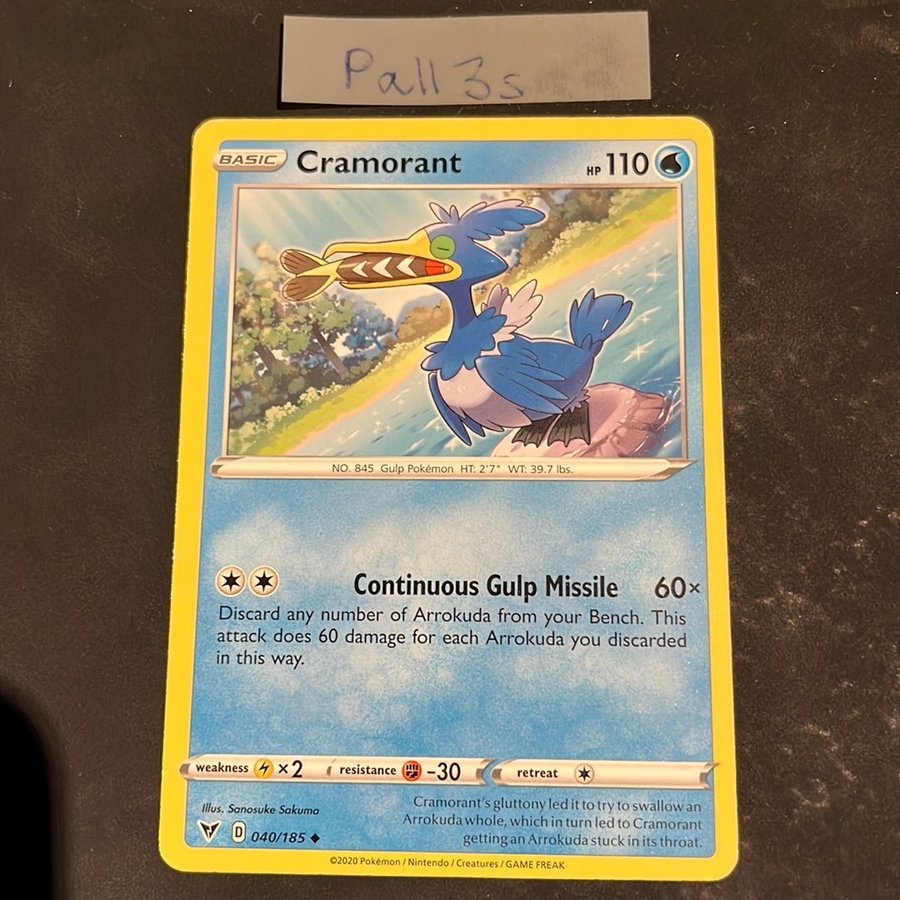 Pall3s
BASIC Cramorant HP 110
NO. 845 Gulp Pokémon HT: 2'7" WT: 39.7 lbs.
Continuous Gulp Missile 60×
Discard any number of Arrokuda from your Bench. This
attack does 60 damage for each Arrokuda you discarded
in this way.
weakness ×2 resistance -30 retreat
Illus. Sanosuke Sakuma
D 040/185
Cramorant's gluttony led it to try to swallow an
Arrokuda whole, which in turn led to Cramorant
getting an Arrokuda stuck in its throat.
©2020 Pokémon / Nintendo / Creatures / GAME FREAK